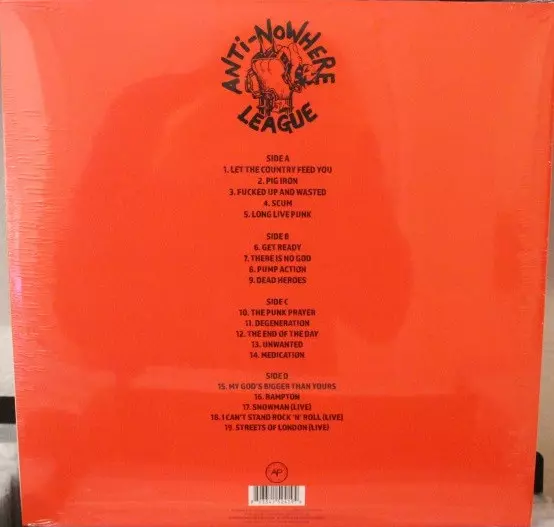 ANTI-NOWHERE
LEAGUE
SIDE A
1. LET THE COUNTRY FEED YOU
2. PIG IRON
3. FUCKED UP AND WASTED
4. SCUM
5. LONG LIVE PUNK
SIDE B
6. GET READY
7. THERE IS NO GOD
8. PUMP ACTION
9. DEAD HEROES
SIDE C
10. THE PUNK PRAYER
11. DEGENERATION
12. THE END OF THE DAY
13. UNWANTED
14. MEDICATION
SIDE D
15. MY GOD'S BIGGER THAN YOURS
16. RAMPTON
17. SNOWMAN (LIVE)
18. I CAN'T STAND ROCK 'N' ROLL (LIVE)
19. STREETS OF LONDON (LIVE)